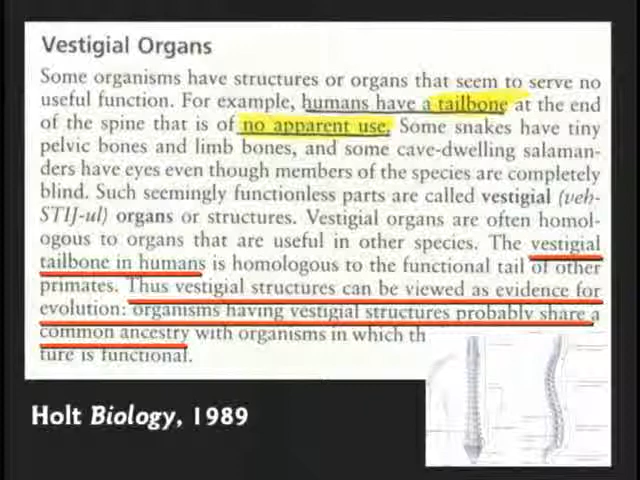 Vestigial Organs
Some organisms have structures or organs that seem to serve no
useful function. For example, humans have a tailbone at the end
of the spine that is of no apparent use. Some snakes have tiny
pelvic bones and limb bones, and some cave-dwelling salaman-
ders have eyes even though members of the species are completely
blind. Such seemingly functionless parts are called vestigial (veh-
STIJ-ul) organs or structures. Vestigial organs are often homol-
ogous to organs that are useful in other species. The vestigial
tailbone in humans is homologous to the functional tail of other
primates. Thus vestigial structures can be viewed as evidence for
evolution: organisms having vestigial structures probably share a
common ancestry with organisms in which th
ture is functional.
Holt Biology, 1989